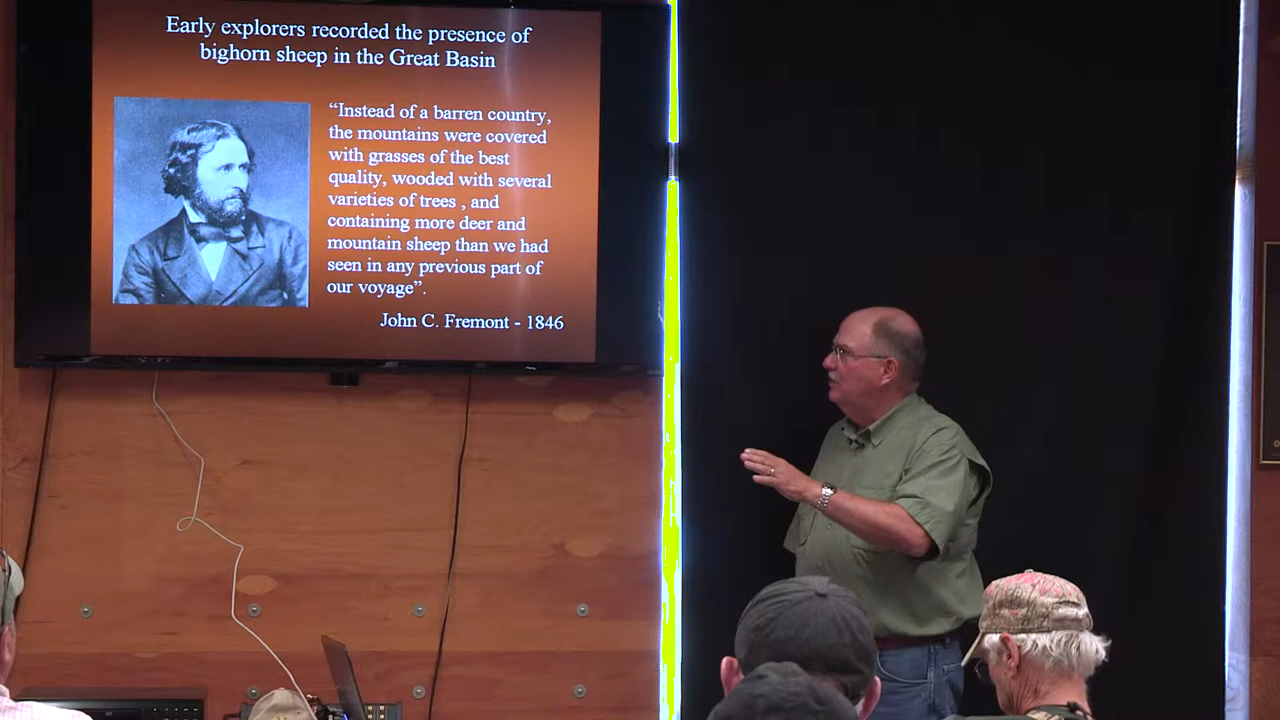 Early explorers recorded the presence of
bighorn sheep in the Great Basin
“Instead of a barren country,
the mountains were covered
with grasses of the best
quality, wooded with several
varieties of trees , and
containing more deer and
mountain sheep than we had
seen in any previous part of
our voyage”.
John C. Fremont - 1846